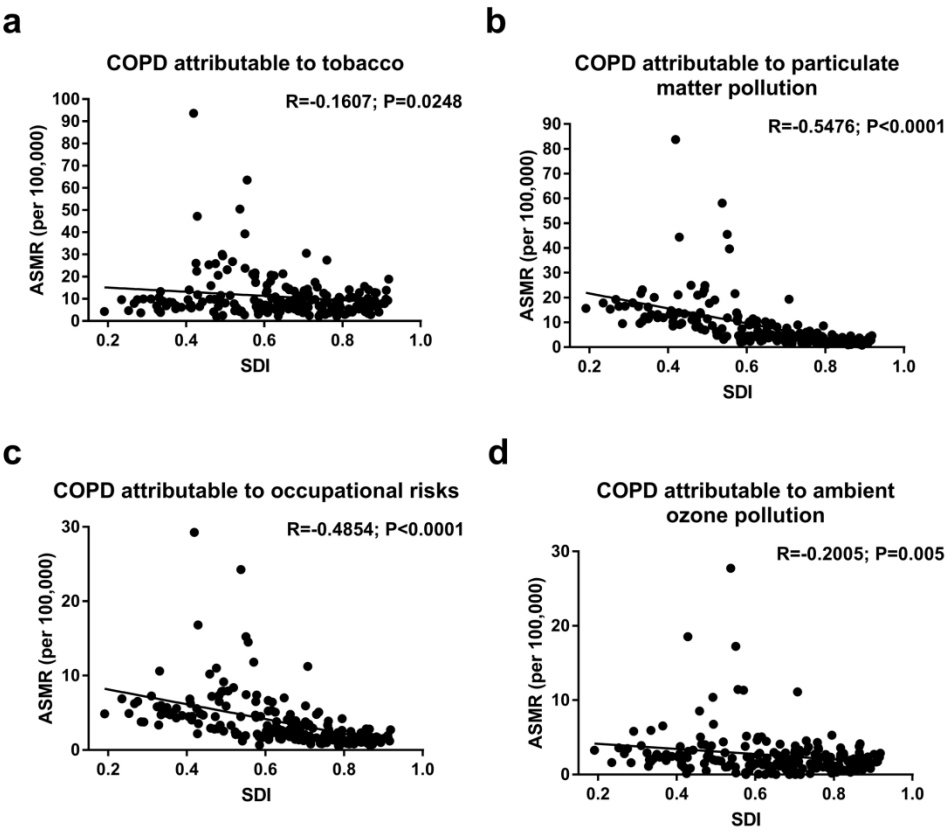 a
COPD attributable to tobacco
R=-0.1607; P=0.0248
ASMR (per 100,000)
100
90
80
70
60
50
40
30
20
10
0
0.2 0.4 0.6 0.8 1.0
SDI
b
COPD attributable to particulate
matter pollution
R=-0.5476; P<0.0001
ASMR (per 100,000)
90
80
70
60
50
40
30
20
10
0
0.2 0.4 0.6 0.8 1.0
SDI
c
COPD attributable to occupational risks
R=-0.4854; P<0.0001
ASMR (per 100,000)
30
20
10
0
0.2 0.4 0.6 0.8 1.0
SDI
d
COPD attributable to ambient
ozone pollution
R=-0.2005; P=0.005
ASMR (per 100,000)
30
20
10
0
0.2 0.4 0.6 0.8 1.0
SDI